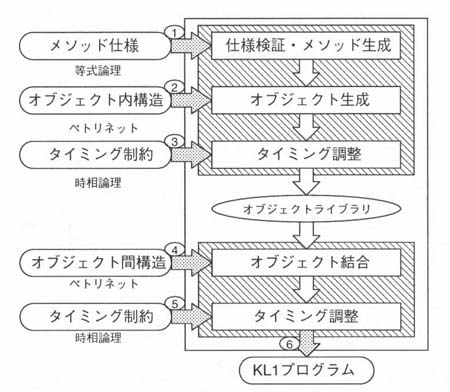 ①
メソッド仕様
仕様検証・メソッド生成
等式論理
②
オブジェクト内構造
オブジェクト生成
ペトリネット
③
タイミング制約
タイミング調整
時相論理
オブジェクトライブラリ
④
オブジェクト間構造
オブジェクト結合
ペトリネット
⑤
タイミング制約
タイミング調整
時相論理
⑥
KL1プログラム